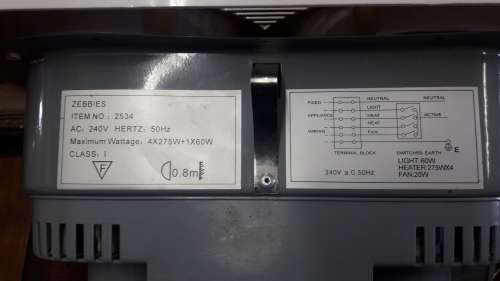 ZEBBIES
ITEM NO.: 2534
AC: 240V HERTZ: 50Hz
Maximum Wattage: 4X275W+1X60W
CLASS: I
F
0.8m
FIXED
APPLIANCE
WIRING
NEUTRAL
LIGHT
HEAT
HEAT
FAN
NEUTRAL
ACTIVE
E
TERMINAL BLOCK
SWITCHED EARTH
240V a.C 50Hz
LIGHT:60W
HEATER:275WX4
FAN:20W